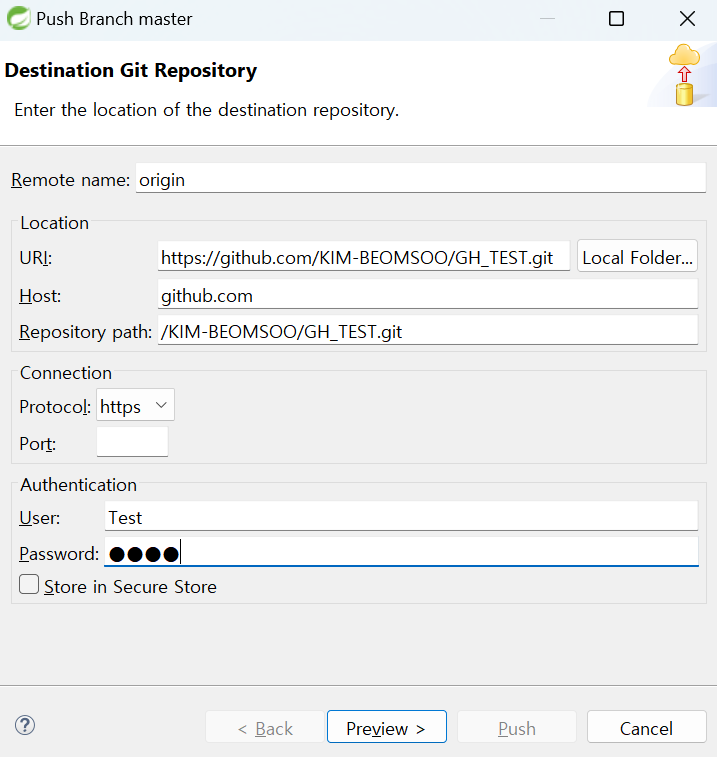 Push Branch master
Destination Git Repository
Enter the location of the destination repository.
Remote name: origin
Location
URI: https://github.com/KIM-BEOMSOO/GH_TEST.git Local Folder...
Host: github.com
Repository path: /KIM-BEOMSOO/GH_TEST.git
Connection
Protocol: https
Port:
Authentication
User: Test
Password: ●●●●
Store in Secure Store
? < Back Preview > Push Cancel